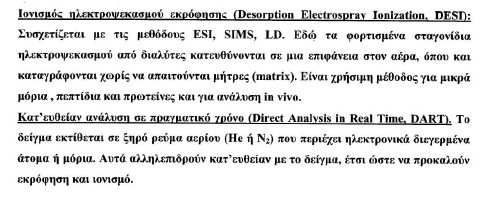 Ιονισμός ηλεκτροψεκασμού εκρόφησης (Desorption Electrospray Ionization, DESI):
Συσχετίζεται με τις μεθόδους ESI, SIMS, LD. Εδώ τα φορτισμένα σταγονίδια
ηλεκτροψεκασμού από διαλύτες κατευθύνονται σε μια επιφάνεια στον αέρα, όπου και
καταγράφονται χωρίς να απαιτούνται μήτρες (matrix). Είναι χρήσιμη μέθοδος για μικρά
μόρια , πεπτίδια και πρωτεϊνες και για ανάλυση in vivo.
Κατ'ευθείαν ανάλυση σε πραγματικό χρόνο (Direct Analysis in Real Time, DART). Το
δείγμα εκτίθεται σε ξηρό ρεύμα αερίου (He ή N₂) που περιέχει ηλεκτρονικά διεγερμένα
άτομα ή μόρια. Αυτά αλληλεπιδρούν κατ'ευθείαν με το δείγμα, έτσι ώστε να προκαλούν
εκρόφηση και ιονισμό.